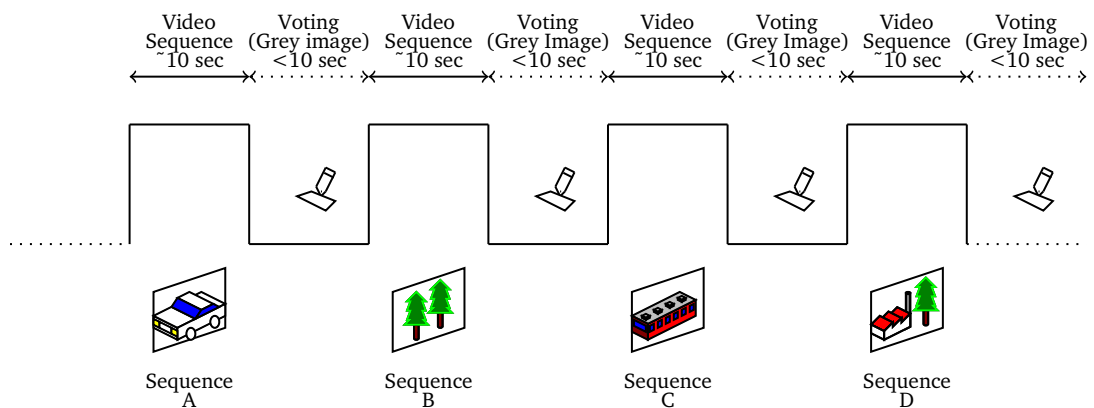 Video
Sequence
~10 sec
Voting
(Grey image)
<10 sec
Video
Sequence
~10 sec
Voting
(Grey Image)
<10 sec
Video
Sequence
~10 sec
Voting
(Grey Image)
<10 sec
Video
Sequence
~10 sec
Voting
(Grey Image)
<10 sec
Sequence
A
Sequence
B
Sequence
C
Sequence
D